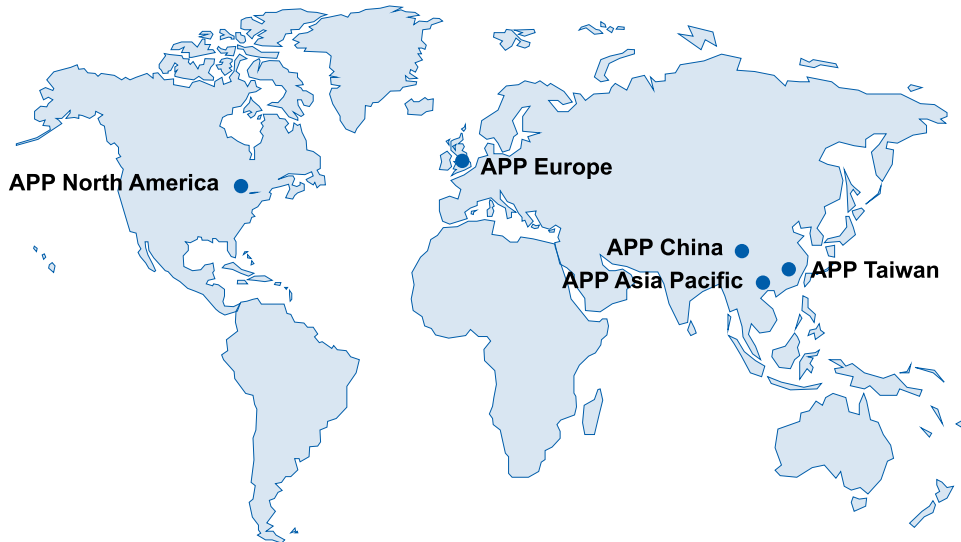 APP Europe
APP North America
APP China
APP Taiwan
APP Asia Pacific